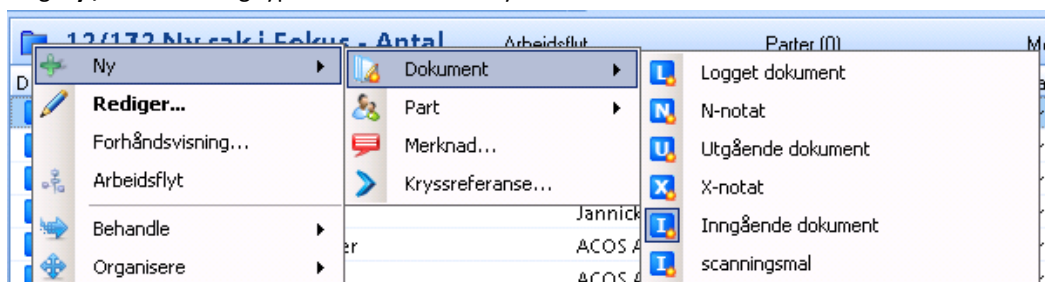 12/172 Ny sak i Fokus - Antal
Arbeidsflyt
Parter (0)
D
Ny
Rediger...
Forhåndsvisning...
Arbeidsflyt
Behandle
Organisere
Dokument
Part
Merknad...
Kryssreferanse...
Jannick
er
ACOS A
ACOS A
L Logget dokument
N N-notat
U Utgående dokument
X X-notat
I Inngående dokument
I scanningsmal